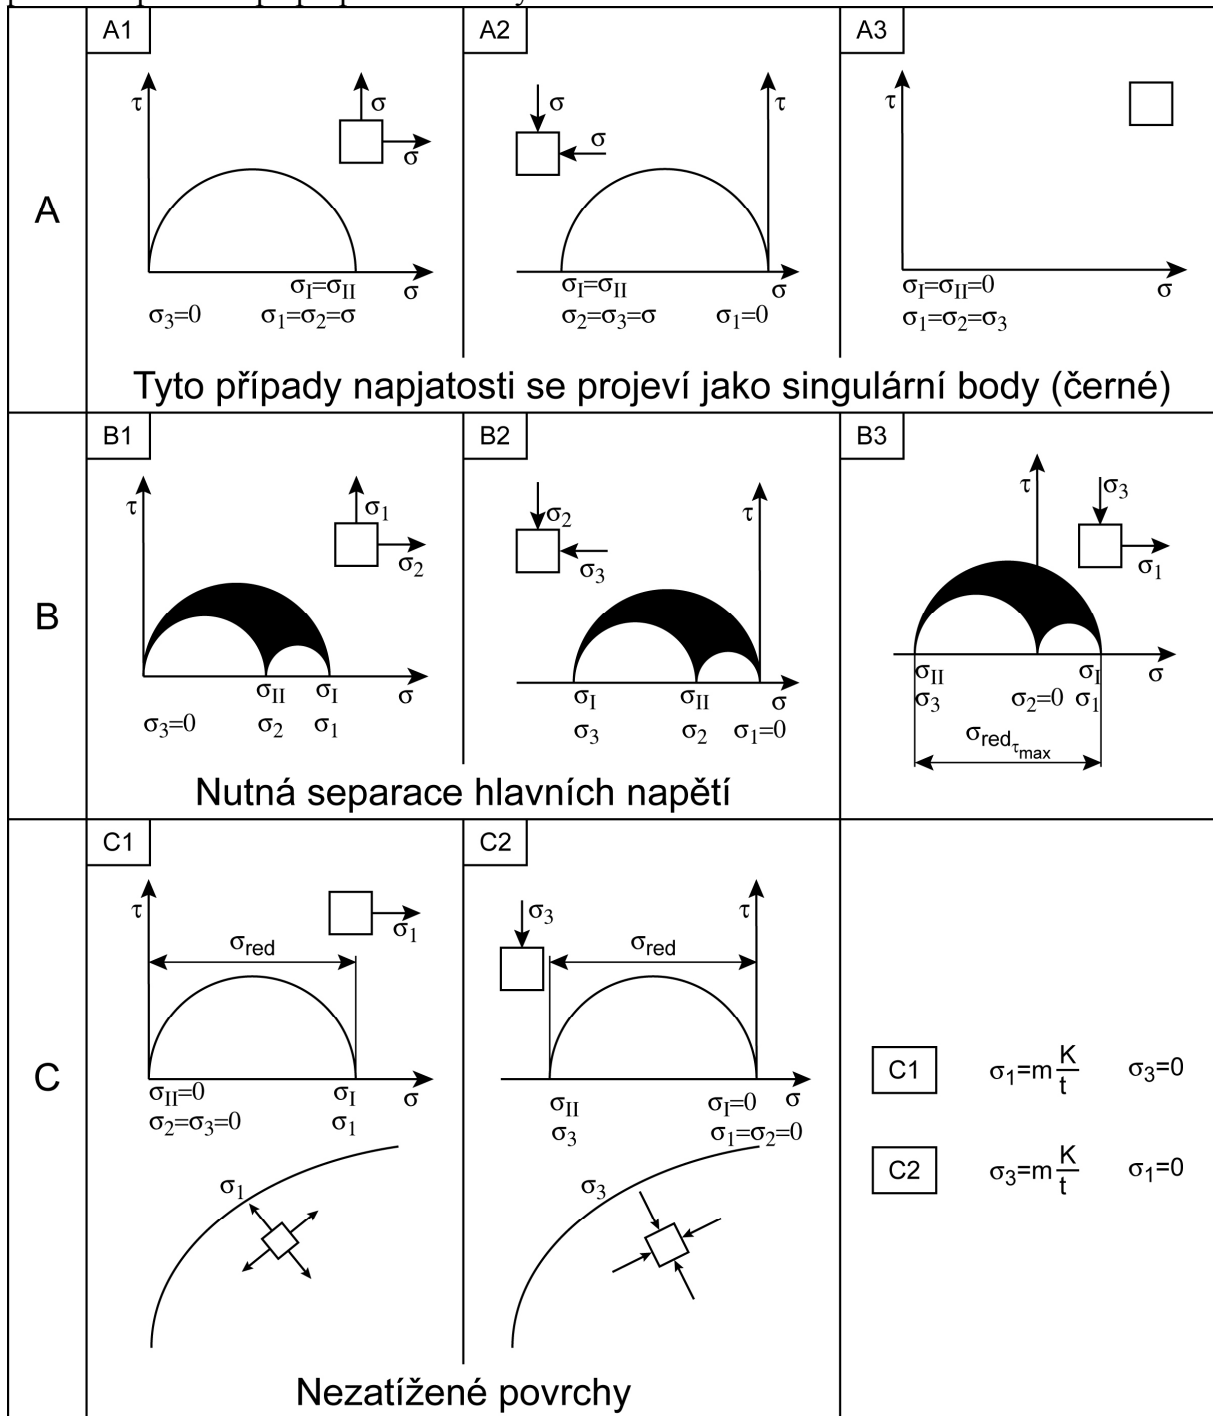 A1
A2
A3
A
τ
σ
σ
σI=σII
σ
σ3=0
σ1=σ2=σ
σ
σ
τ
σI=σII
σ
σ2=σ3=σ
σ1=0
τ
σI=σII=0
σ
σ1=σ2=σ3
Tyto případy napjatosti se projeví jako singulární body (černé)
B1
B2
B3
B
τ
σ1
σ2
σII
σI
σ
σ3=0
σ2
σ1
σ2
σ3
τ
σI
σII
σ
σ3
σ2
σ1=0
τ
σ3
σ1
σII
σI
σ
σ3
σ2=0
σ1
σredτmax
Nutná separace hlavních napětí
C1
C2
C
τ
σ1
σred
σII=0
σI
σ
σ2=σ3=0
σ1
σ1
σ3
τ
σred
σII
σI=0
σ
σ3
σ1=σ2=0
σ3
C1 σ1=m K/t σ3=0
C2 σ3=m K/t σ1=0
Nezatížené povrchy